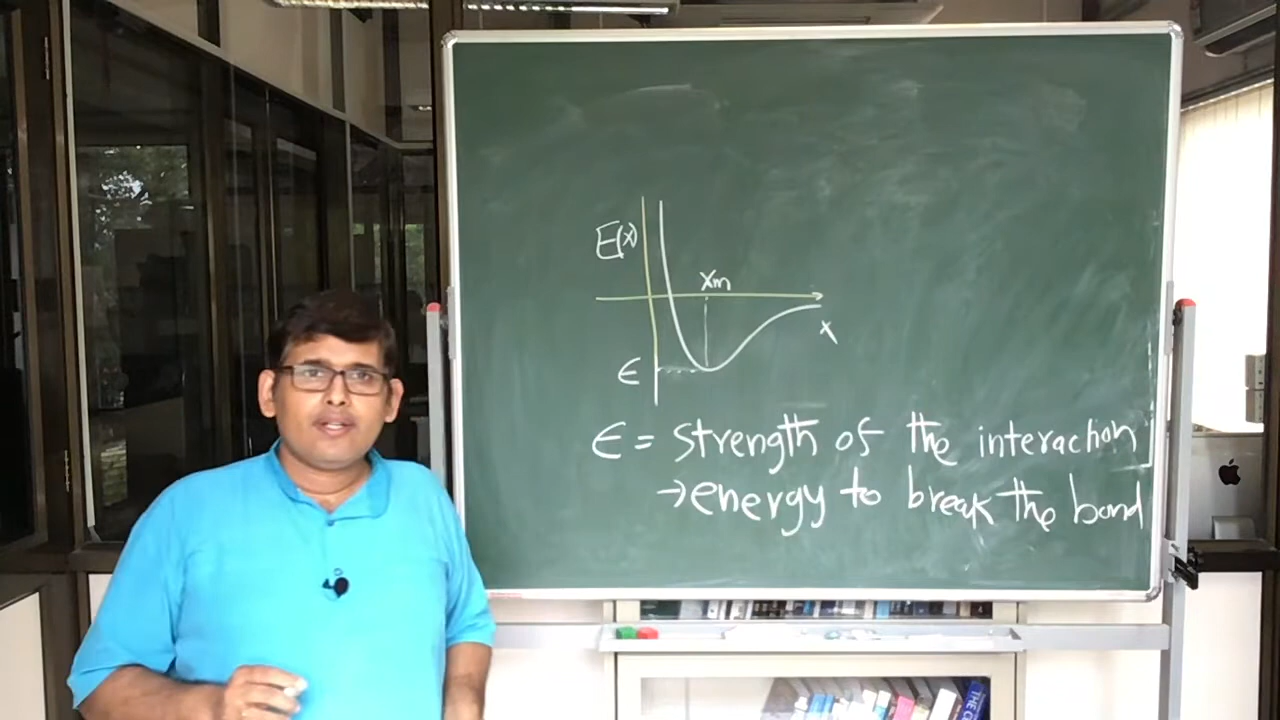 E(x)
xm
x
ϵ
ϵ = strength of the interaction
→ energy to break the bond